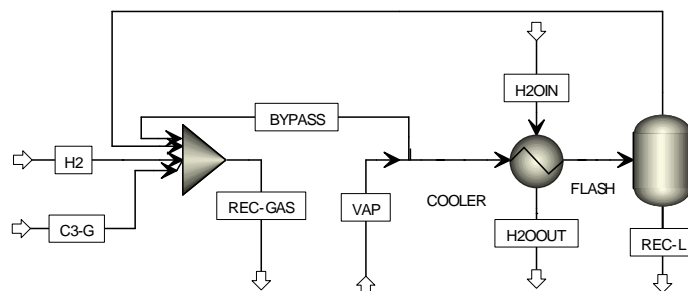 H2OIN
BYPASS
H2
REC-GAS
VAP
COOLER
FLASH
C3-G
H2OOUT
REC-L